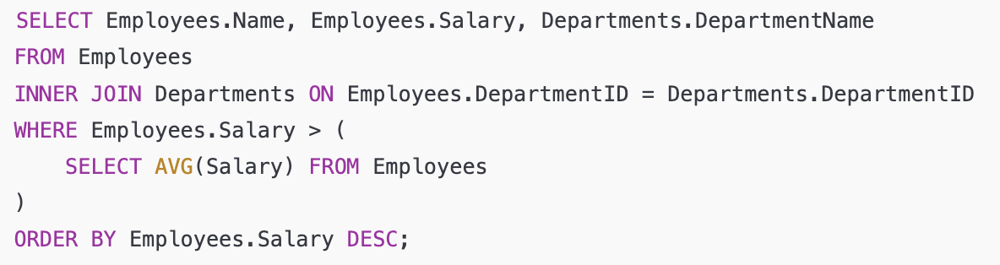 SELECT Employees.Name, Employees.Salary, Departments.DepartmentName
FROM Employees
INNER JOIN Departments ON Employees.DepartmentID = Departments.DepartmentID
WHERE Employees.Salary > (
    SELECT AVG(Salary) FROM Employees
)
ORDER BY Employees.Salary DESC;